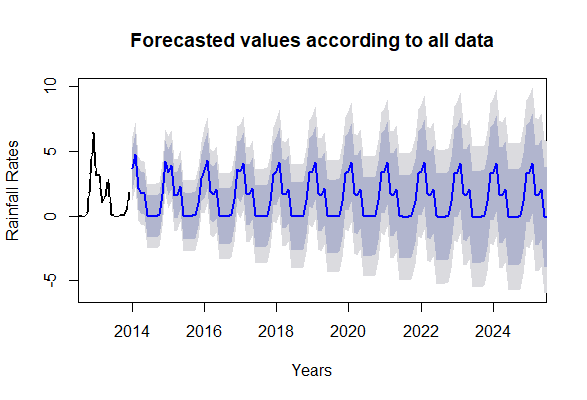 Forecasted values according to all data
Rainfall Rates
10
5
0
-5
2014 2016 2018 2020 2022 2024
Years